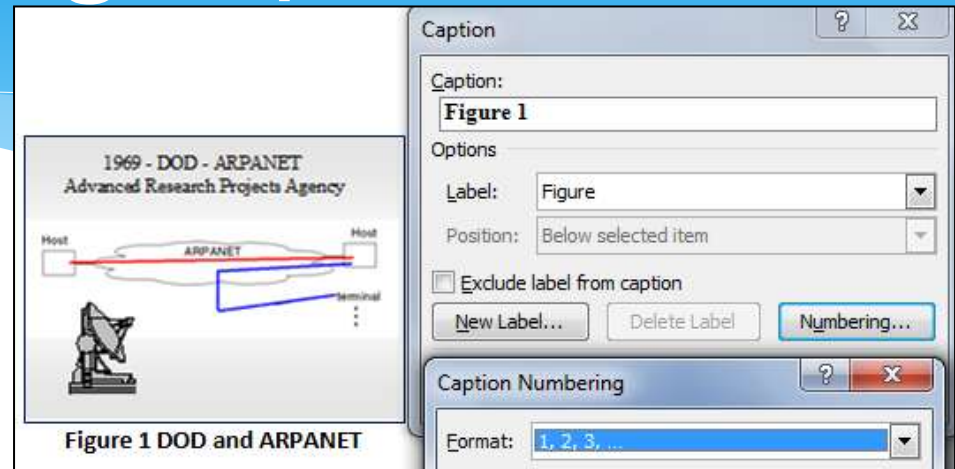 1969 - DOD - ARPANET
Advanced Research Projects Agency
Host
ARPANET
Host
terminal
Figure 1 DOD and ARPANET
Caption
Caption:
Figure 1
Options
Label: Figure
Position: Below selected item
Exclude label from caption
New Label... Delete Label Numbering...
Caption Numbering
Format: 1, 2, 3, ...